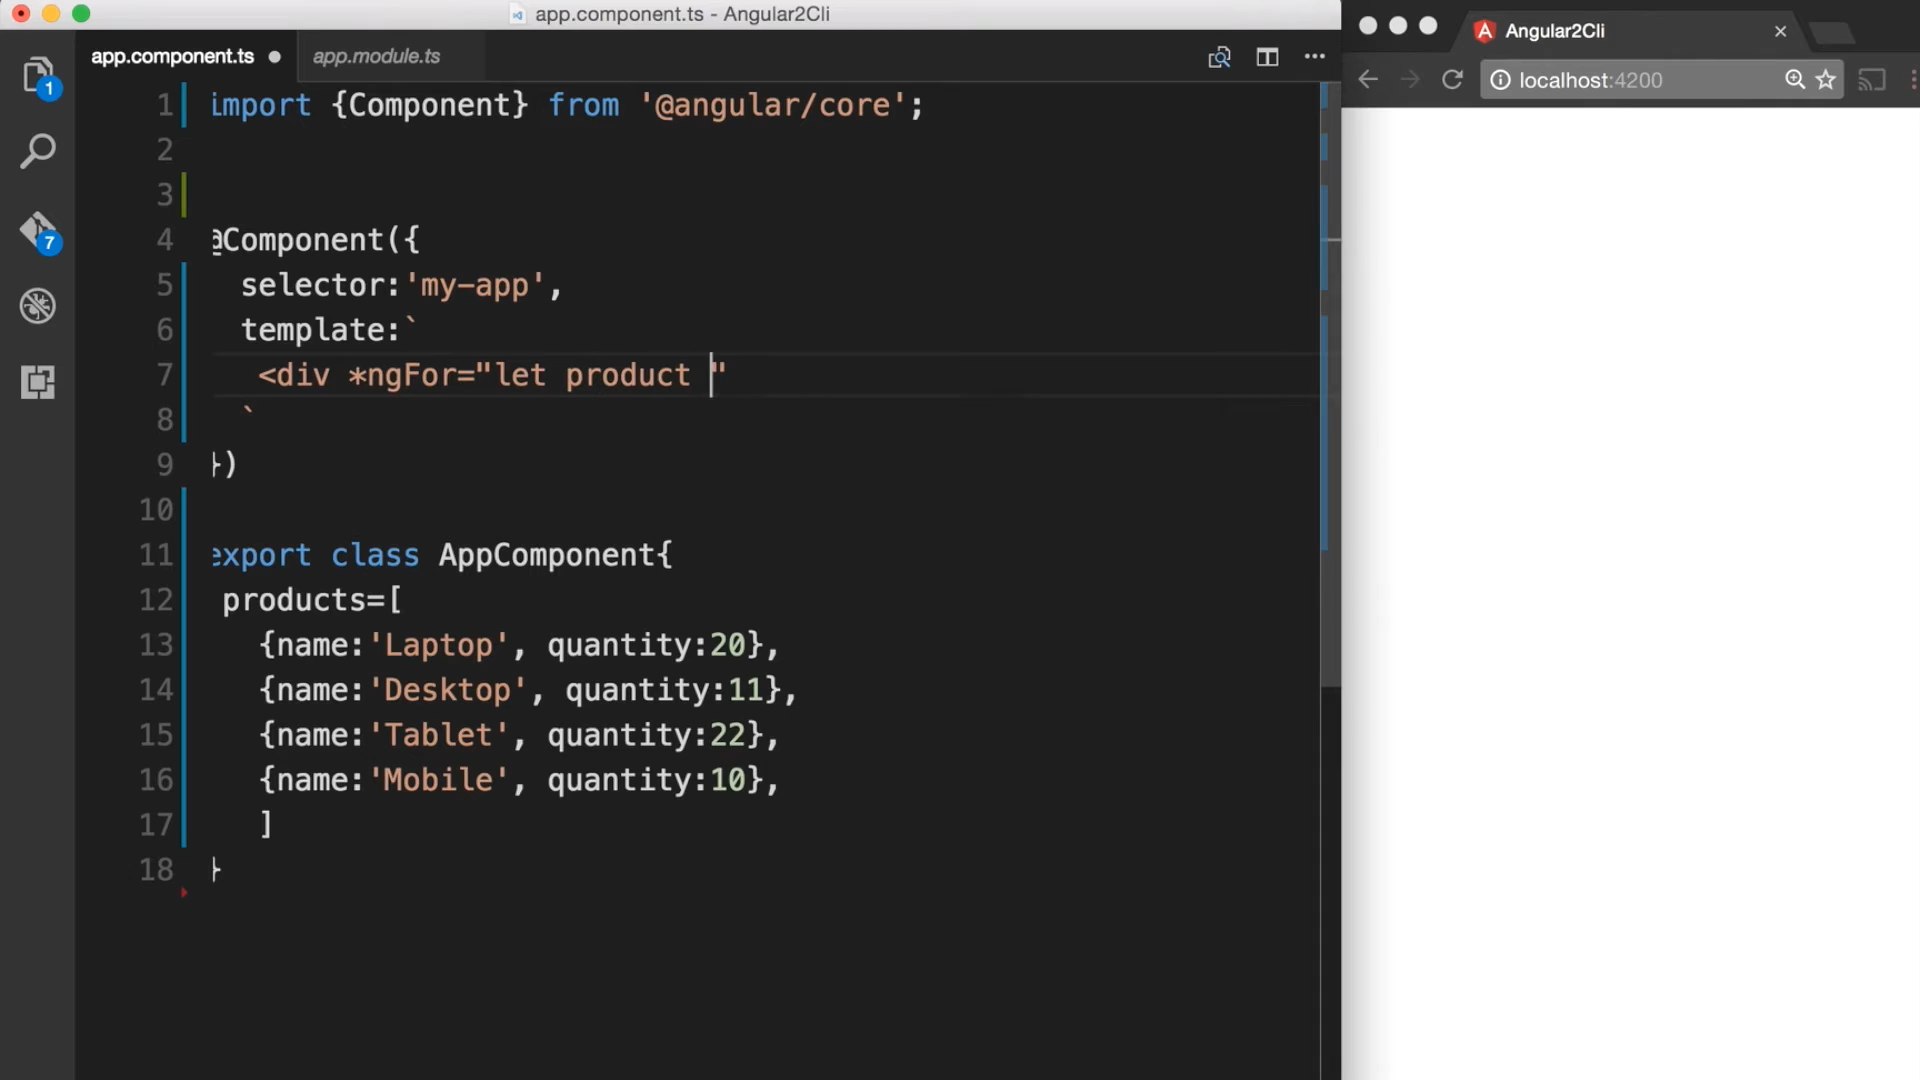 app.component.ts - Angular2Cli
app.component.ts
app.module.ts
Angular2Cli
localhost:4200
1
7
1 import {Component} from '@angular/core';
2
3
4 @Component({
5 selector:'my-app',
6 template:`
7 <div *ngFor="let product "
8 `
9 })
10
11 export class AppComponent{
12 products=[
13 {name:'Laptop', quantity:20},
14 {name:'Desktop', quantity:11},
15 {name:'Tablet', quantity:22},
16 {name:'Mobile', quantity:10},
17 ]
18 }